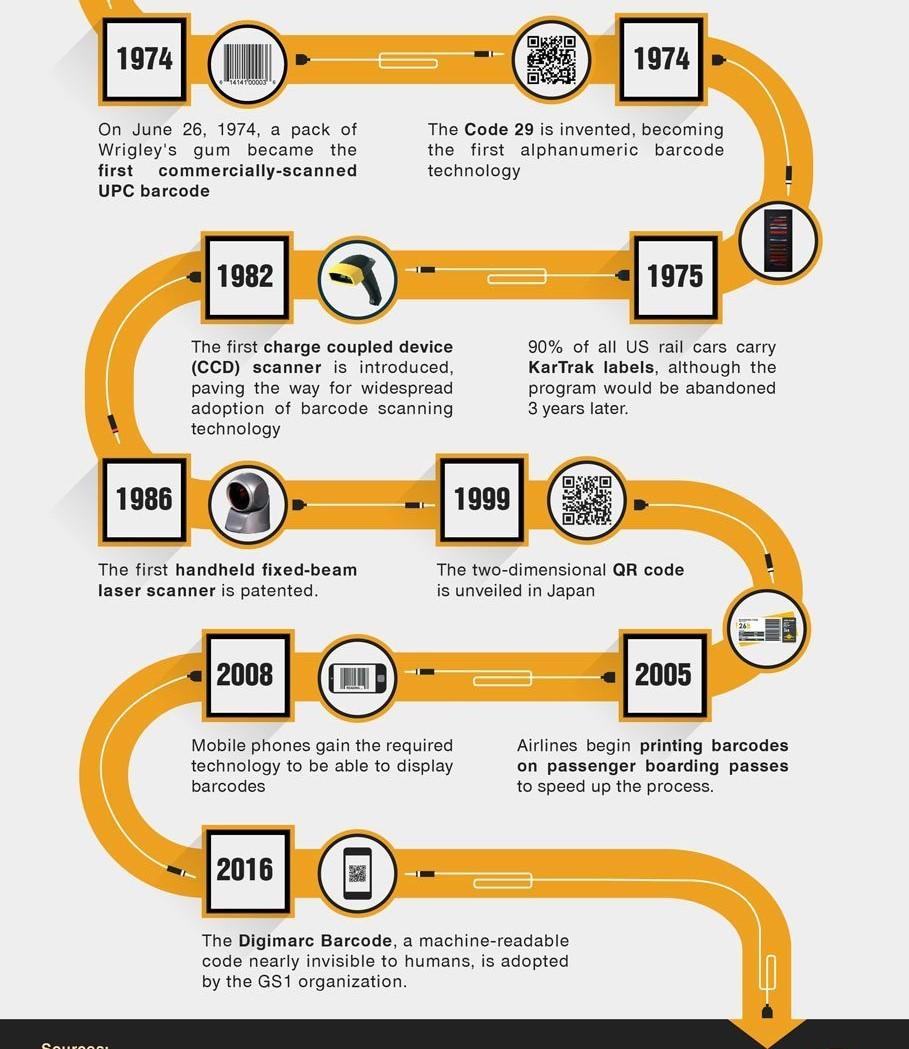 1974
6 14141 00003 6
1974
On June 26, 1974, a pack of
Wrigley's gum became the
first commercially-scanned
UPC barcode
The Code 29 is invented, becoming
the first alphanumeric barcode
technology
1982
1975
The first charge coupled device
(CCD) scanner is introduced,
paving the way for widespread
adoption of barcode scanning
technology
90% of all US rail cars carry
KarTrak labels, although the
program would be abandoned
3 years later.
1986
1999
The first handheld fixed-beam
laser scanner is patented.
The two-dimensional QR code
is unveiled in Japan
2008
2005
Mobile phones gain the required
technology to be able to display
barcodes
Airlines begin printing barcodes
on passenger boarding passes
to speed up the process.
2016
The Digimarc Barcode, a machine-readable
code nearly invisible to humans, is adopted
by the GS1 organization.
Sources: